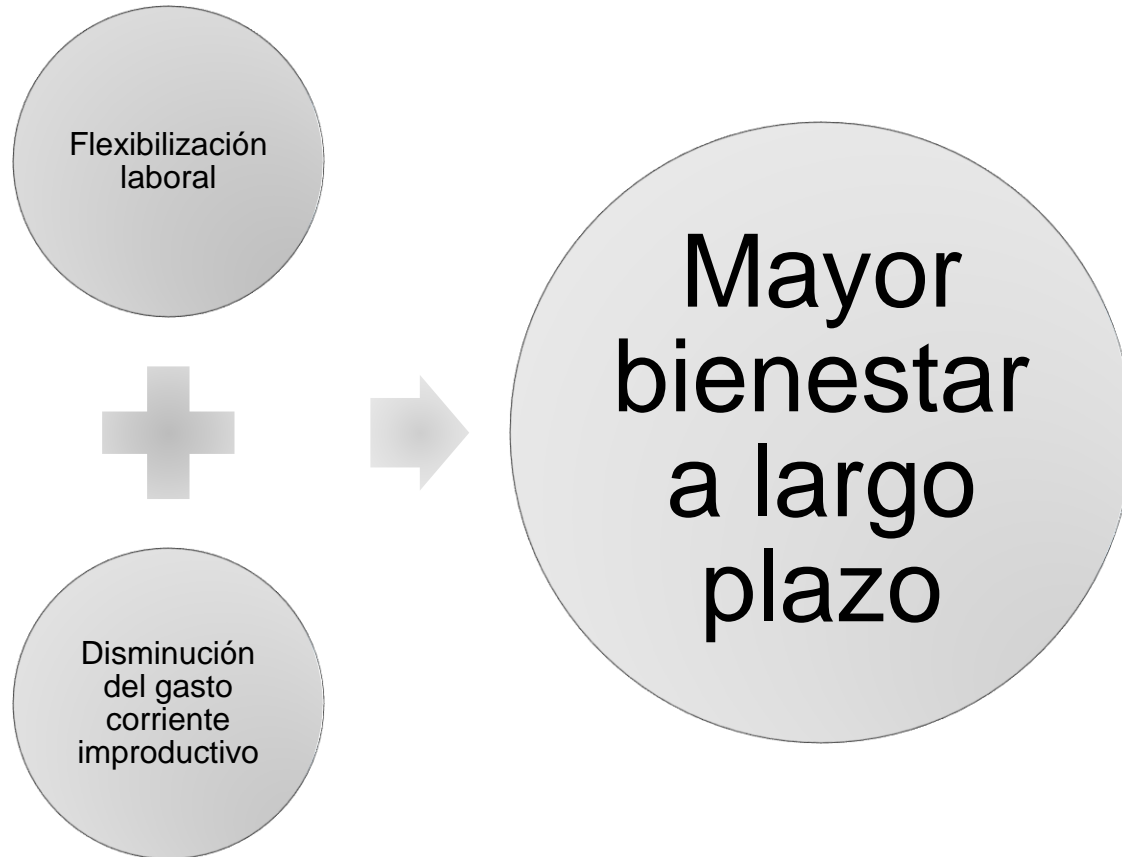 Flexibilización
laboral
Disminución
del gasto
corriente
improductivo
Mayor
bienestar
a largo
plazo